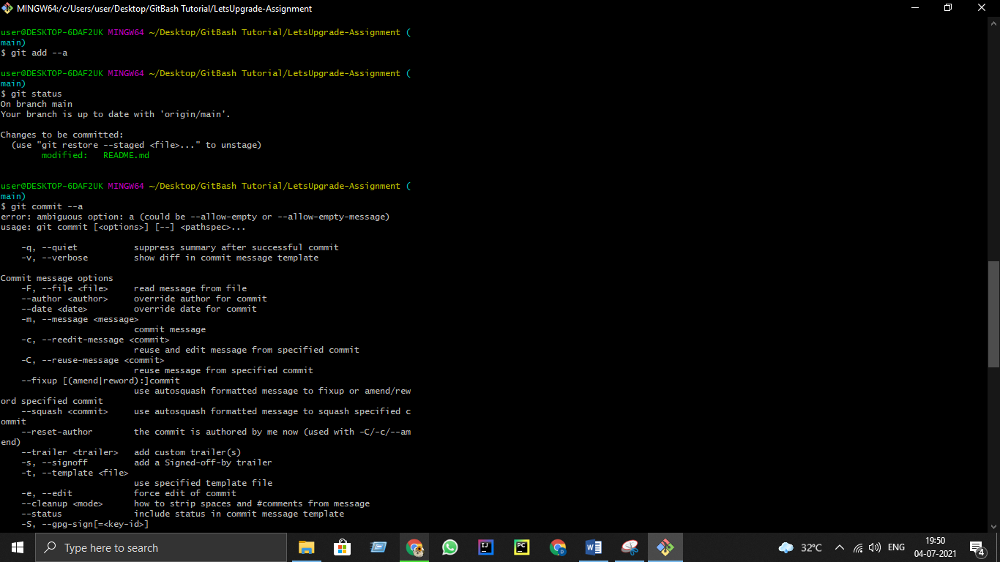 MINGW64:/c/Users/user/Desktop/GitBash Tutorial/LetsUpgrade-Assignment
user@DESKTOP-6DAF2UK MINGW64 ~/Desktop/GitBash Tutorial/LetsUpgrade-Assignment (
main)
$ git add --a
user@DESKTOP-6DAF2UK MINGW64 ~/Desktop/GitBash Tutorial/LetsUpgrade-Assignment (
main)
$ git status
On branch main
Your branch is up to date with 'origin/main'.
Changes to be committed:
  (use "git restore --staged <file>..." to unstage)
        modified:   README.md
user@DESKTOP-6DAF2UK MINGW64 ~/Desktop/GitBash Tutorial/LetsUpgrade-Assignment (
main)
$ git commit --a
error: ambiguous option: a (could be --allow-empty or --allow-empty-message)
usage: git commit [<options>] [--] <pathspec>...
    -q, --quiet           suppress summary after successful commit
    -v, --verbose         show diff in commit message template
Commit message options
    -F, --file <file>     read message from file
    --author <author>     override author for commit
    --date <date>         override date for commit
    -m, --message <message>
                          commit message
    -c, --reedit-message <commit>
                          reuse and edit message from specified commit
    -C, --reuse-message <commit>
                          reuse message from specified commit
    --fixup [(amend|reword):]commit
                          use autosquash formatted message to fixup or amend/rew
ord specified commit
    --squash <commit>     use autosquash formatted message to squash specified c
ommit
    --reset-author        the commit is authored by me now (used with -C/-c/--am
end)
    --trailer <trailer>   add custom trailer(s)
    -s, --signoff         add a Signed-off-by trailer
    -t, --template <file>
                          use specified template file
    -e, --edit            force edit of commit
    --cleanup <mode>      how to strip spaces and #comments from message
    --status              include status in commit message template
    -S, --gpg-sign[=<key-id>]
Type here to search
IJ
PC
D
W
32°C
ENG
19:50
04-07-2021
4